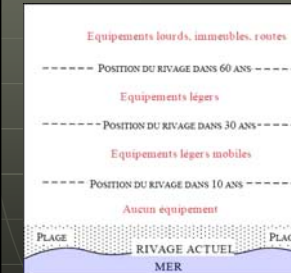 Equipements lourds, immeubles, routes
POSITION DU RIVAGE DANS 60 ANS
Equipements légers
POSITION DU RIVAGE DANS 30 ANS
Equipements légers mobiles
POSITION DU RIVAGE DANS 10 ANS
Aucun équipement
PLAGE
PLAG
RIVAGE ACTUEL
MER